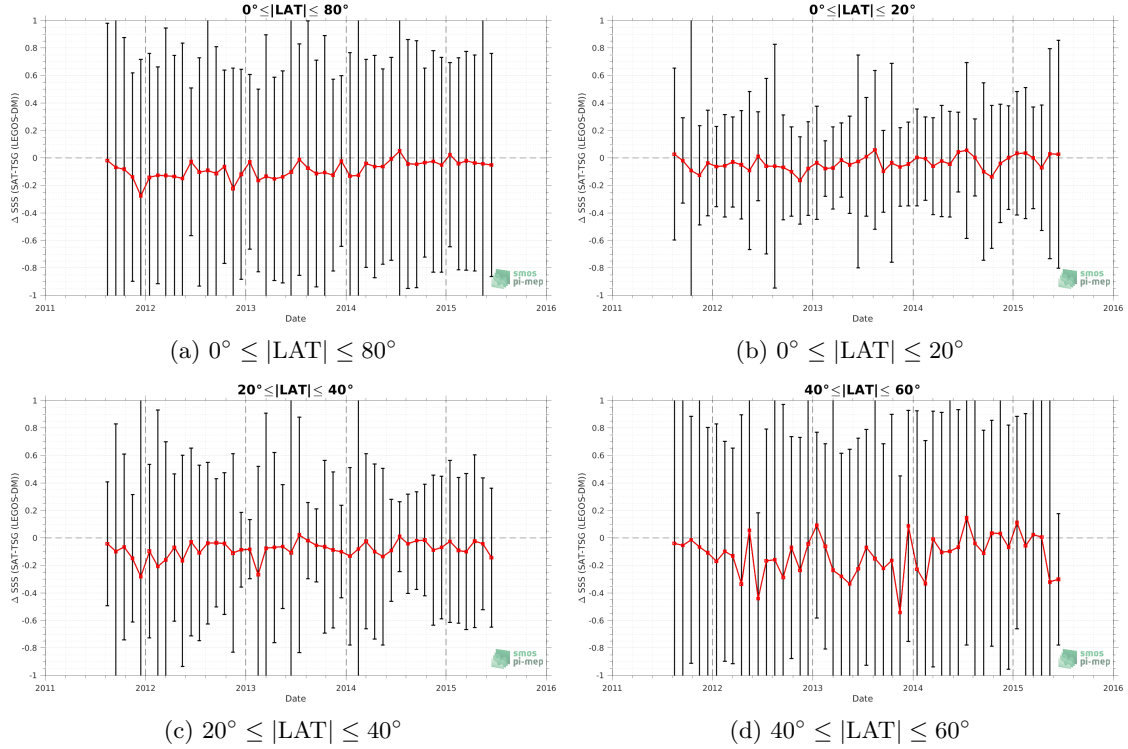 0°≤|LAT|≤ 80°
Δ SSS (SAT-TSG (LEGOS-DM))
1
0.8
0.6
0.4
0.2
0
-0.2
-0.4
-0.6
-0.8
-1
2011 2012 2013 2014 2015 2016
Date
smos
pi-mep
(a) 0° ≤ |LAT| ≤ 80°
0°≤|LAT|≤ 20°
Δ SSS (SAT-TSG (LEGOS-DM))
1
0.8
0.6
0.4
0.2
0
-0.2
-0.4
-0.6
-0.8
-1
2011 2012 2013 2014 2015 2016
Date
smos
pi-mep
(b) 0° ≤ |LAT| ≤ 20°
20°≤|LAT|≤ 40°
Δ SSS (SAT-TSG (LEGOS-DM))
1
0.8
0.6
0.4
0.2
0
-0.2
-0.4
-0.6
-0.8
-1
2011 2012 2013 2014 2015 2016
Date
smos
pi-mep
(c) 20° ≤ |LAT| ≤ 40°
40°≤|LAT|≤ 60°
Δ SSS (SAT-TSG (LEGOS-DM))
1
0.8
0.6
0.4
0.2
0
-0.2
-0.4
-0.6
-0.8
-1
2011 2012 2013 2014 2015 2016
Date
smos
pi-mep
(d) 40° ≤ |LAT| ≤ 60°